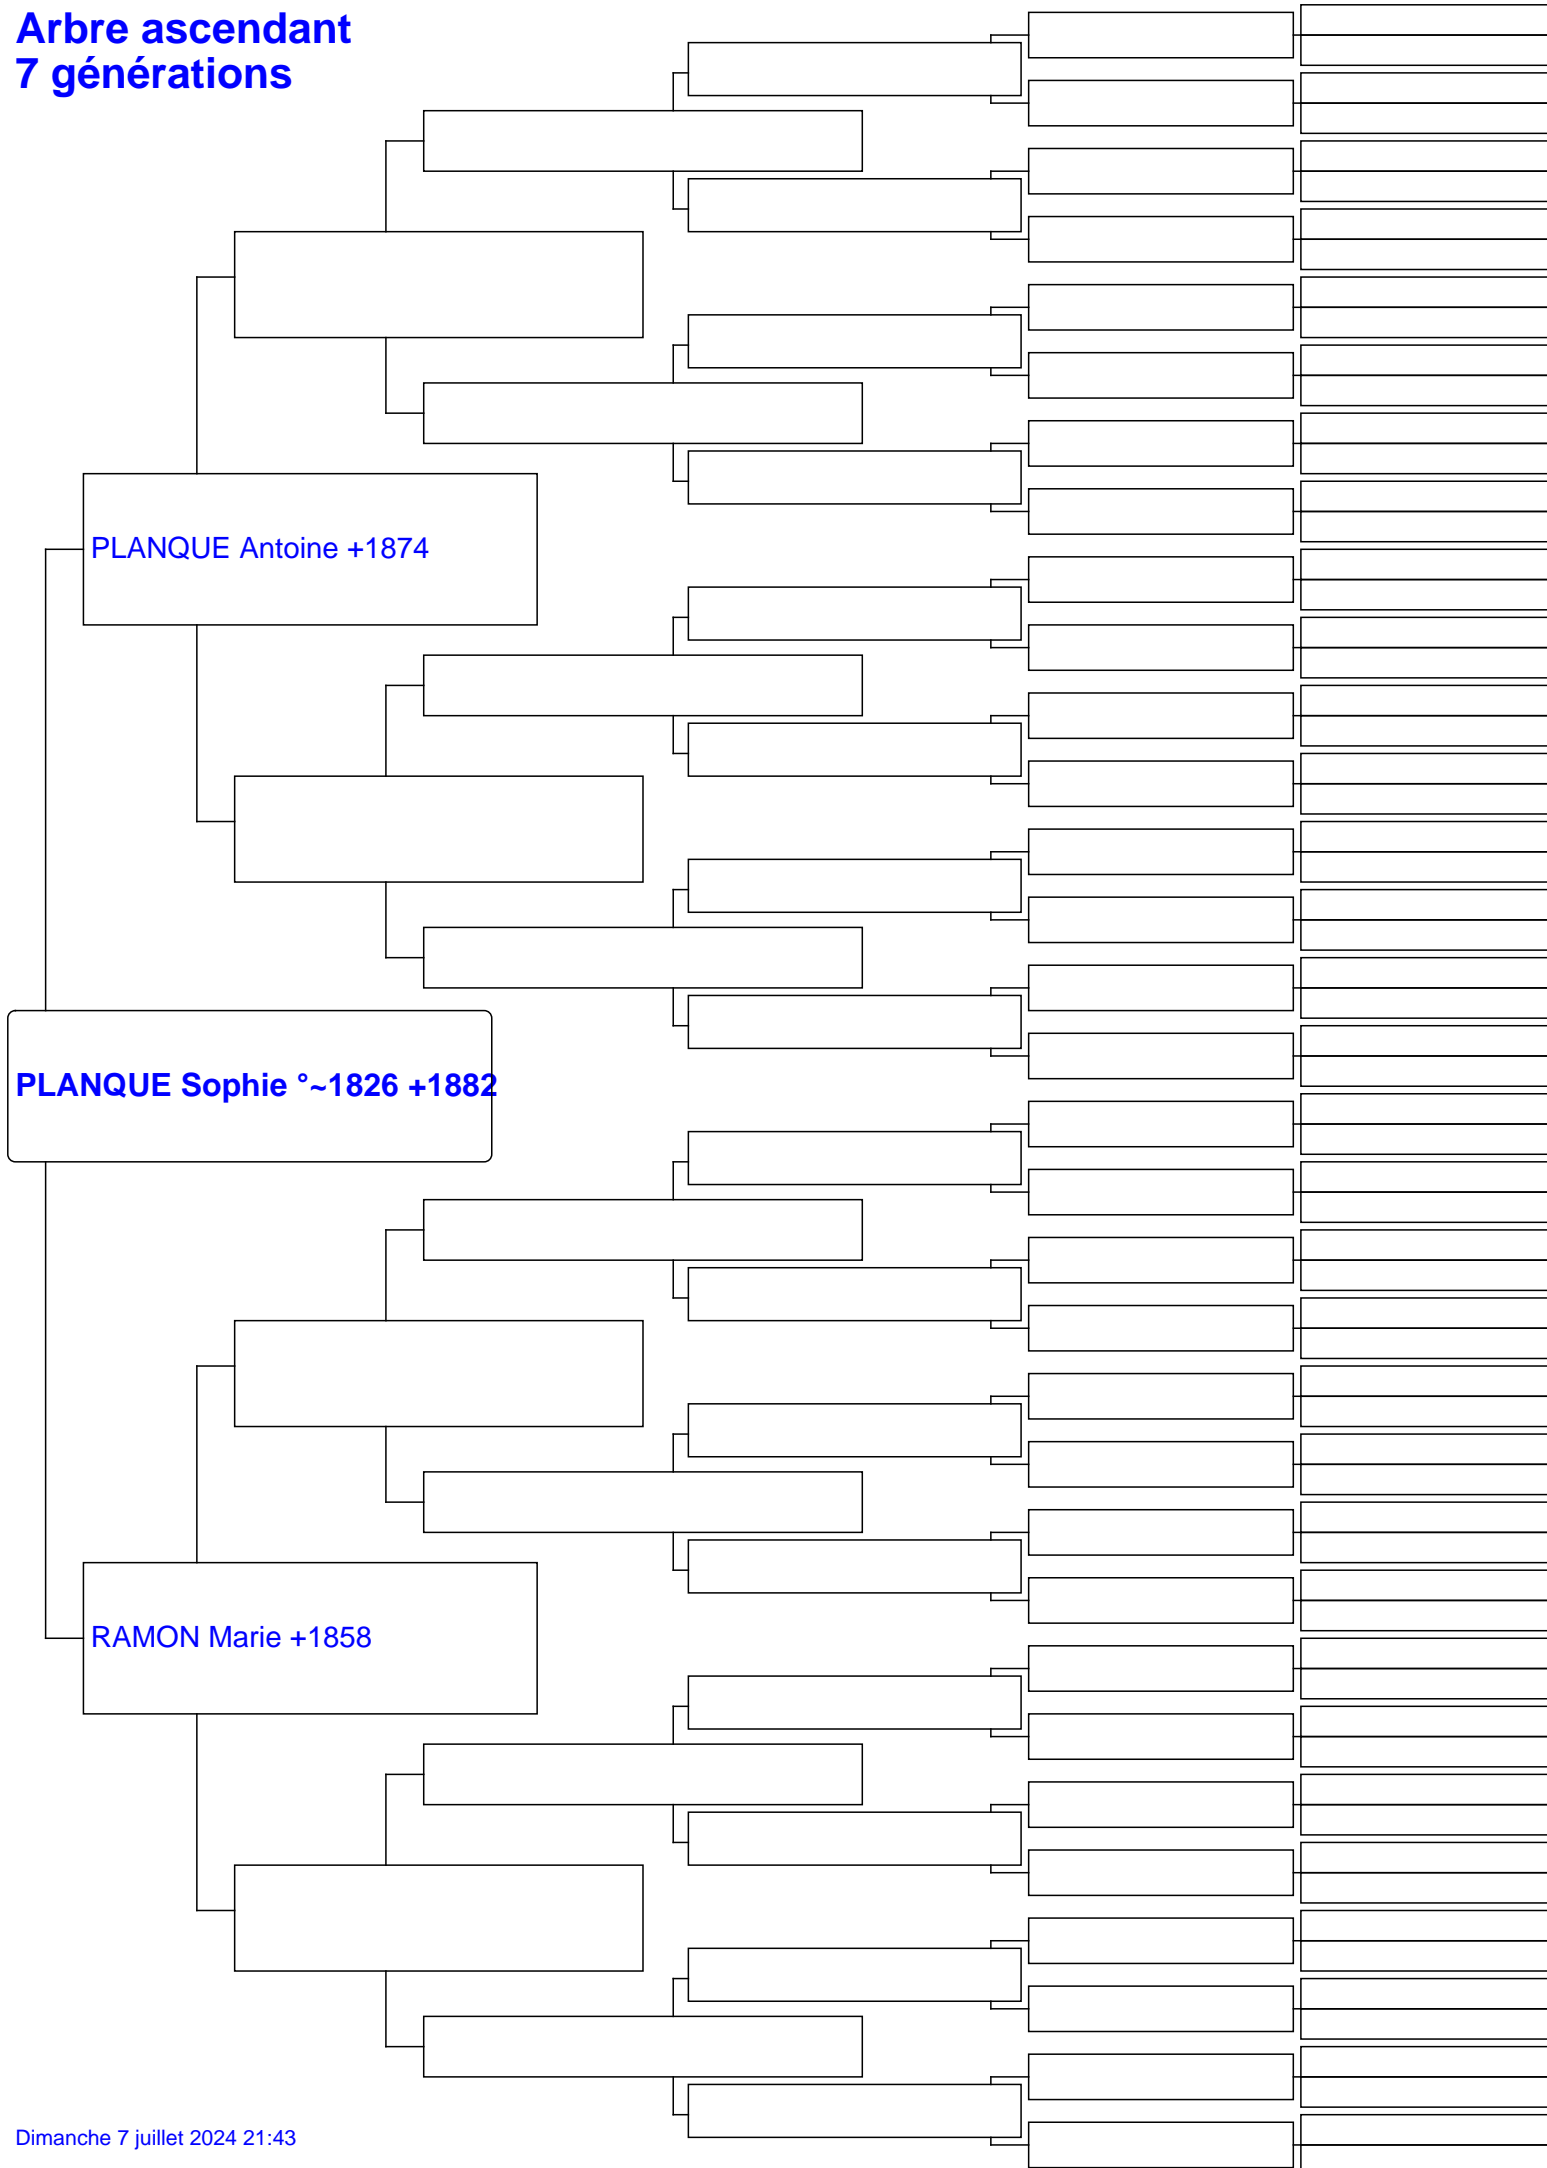 Arbre ascendant
7 générations
PLANQUE Antoine +1874
PLANQUE Sophie °~1826 +1882
RAMON Marie +1858
Dimanche 7 juillet 2024 21:43